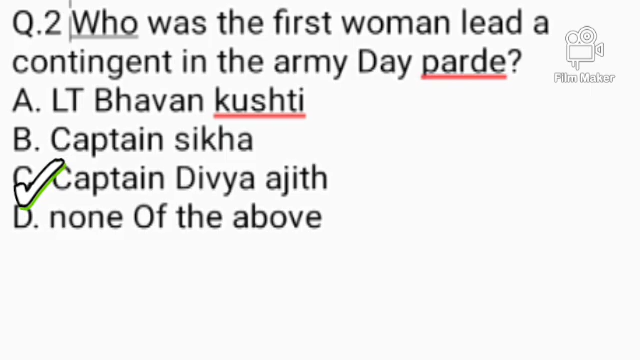 Q.2 Who was the first woman lead a
contingent in the army Day parde?
Film Maker
A. LT Bhavan kushti
B. Captain sikha
C. Captain Divya ajith
D. none Of the above